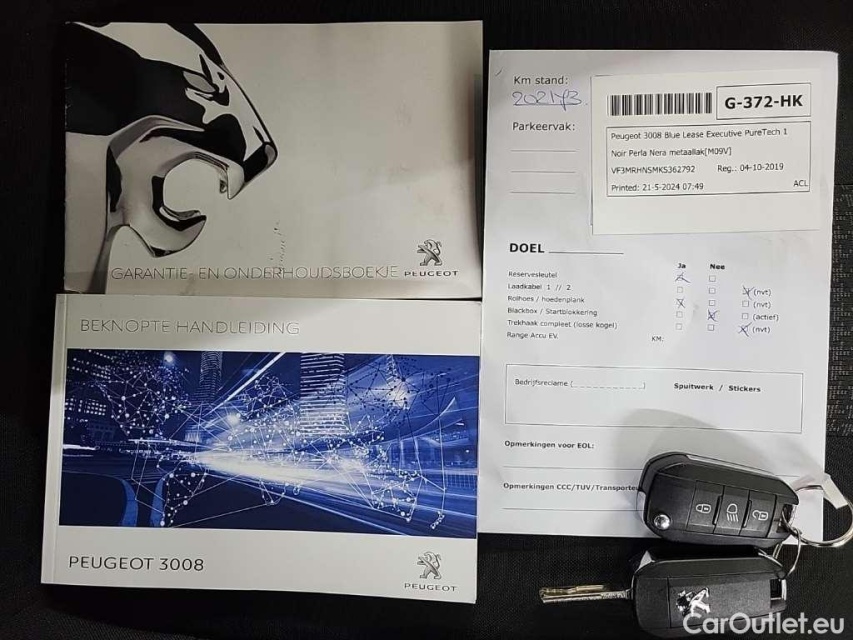 GARANTIE- EN ONDERHOUDSBOEKJE
PEUGEOT
BEKNOPTE HANDLEIDING
PEUGEOT 3008
PEUGEOT
Km stand:
Parkeervak:
G-372-HK
Peugeot 3008 Blue Lease Executive PureTech 1
Noir Perla Nera metaallak[M09V]
VF3MRHNSMKS362792 Reg.: 04-10-2019
Printed: 21-5-2024 07:49 ACL
DOEL
Ja Nee
Reservesleutel
Laadkabel 1 // 2 (nvt)
Rolhoes / hoedenplank (nvt)
Blackbox / Startblokkering (actief)
Trekhaak compleet (losse kogel) (nvt)
Range Accu EV. KM:
Bedrijfsreclame (                    ) Spuitwerk / Stickers
Opmerkingen voor EOL:
Opmerkingen CCC/TUV/Transporte
CarOutlet.eu